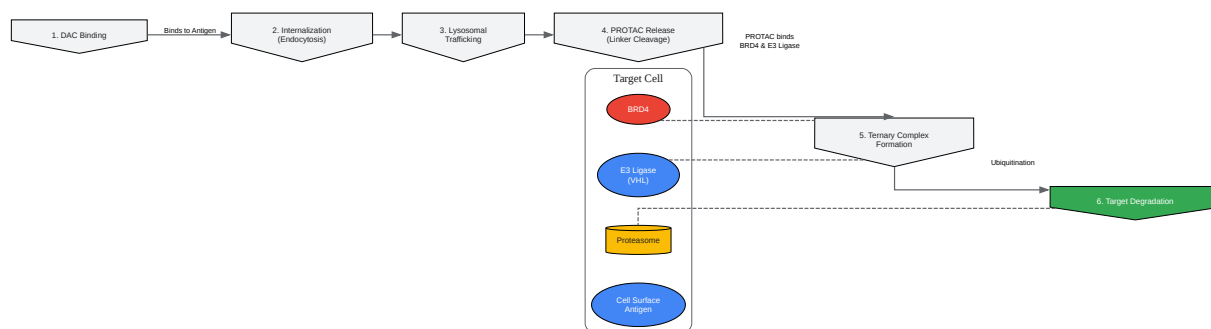 1. DAC Binding
Binds to Antigen
2. Internalization
(Endocytosis)
3. Lysosomal
Trafficking
4. PROTAC Release
(Linker Cleavage)
PROTAC binds
BRD4 & E3 Ligase
Target Cell
BRD4
E3 Ligase
(VHL)
Proteasome
Cell Surface
Antigen
5. Ternary Complex
Formation
Ubiquitination
6. Target Degradation